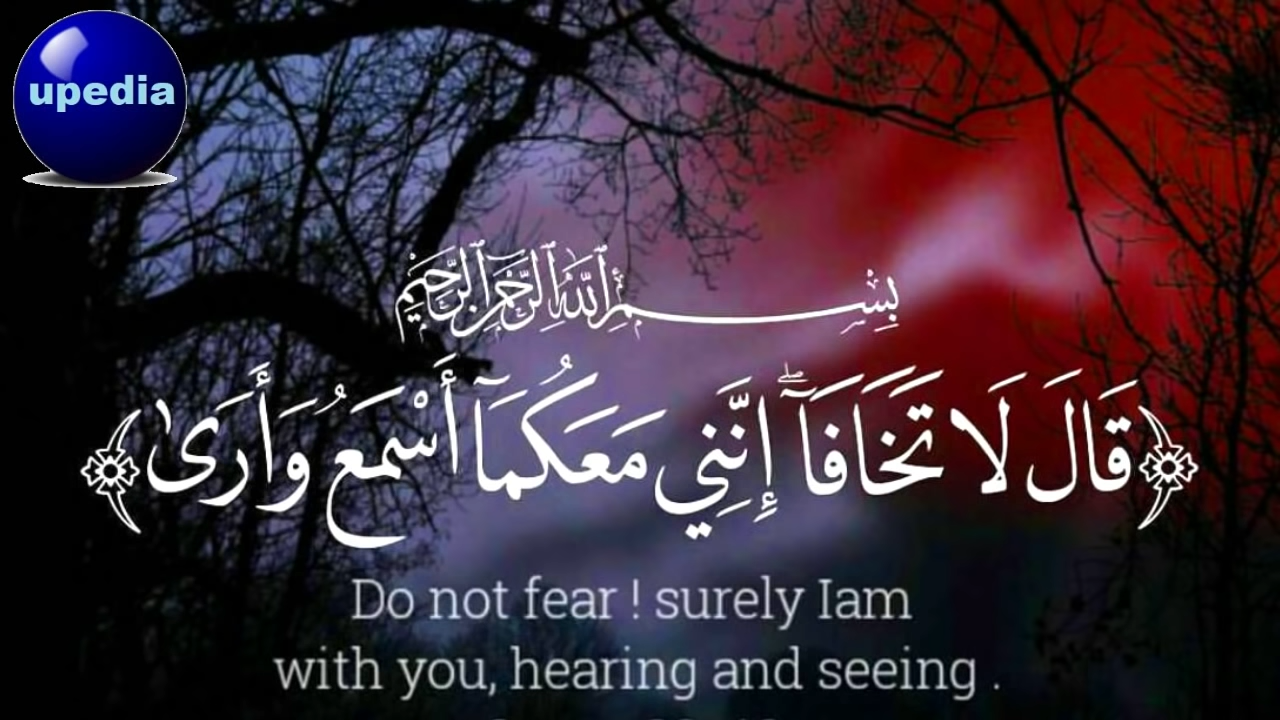 upedia
بِسْمِ اللَّهِ الرَّحْمَٰنِ الرَّحِيمِ
﴿قَالَ لَا تَخَافَآ ۖ إِنَّنِي مَعَكُمَآ أَسْمَعُ وَأَرَىٰ﴾
Do not fear ! surely Iam
with you, hearing and seeing .